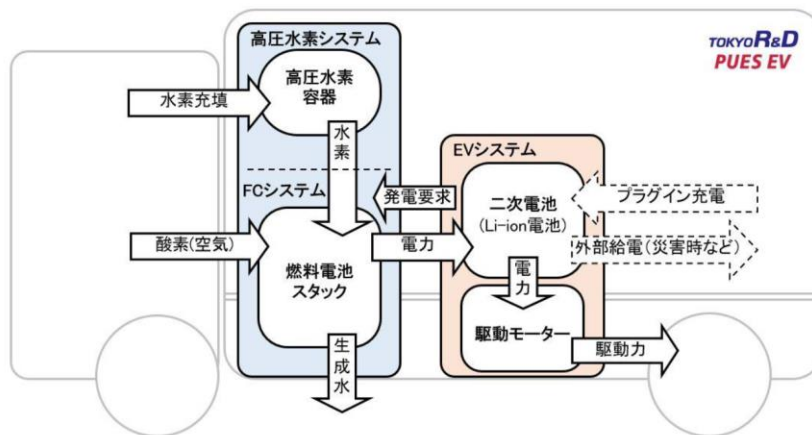 高圧水素システム
TOKYO R&D
PUES EV
高圧水素
容器
水素充填
水素
EVシステム
FCシステム
発電要求
二次電池
(Li-ion電池)
プラグイン充電
酸素(空気)
電力
外部給電(災害時など)
燃料電池
スタック
電力
駆動モーター
駆動力
生成水